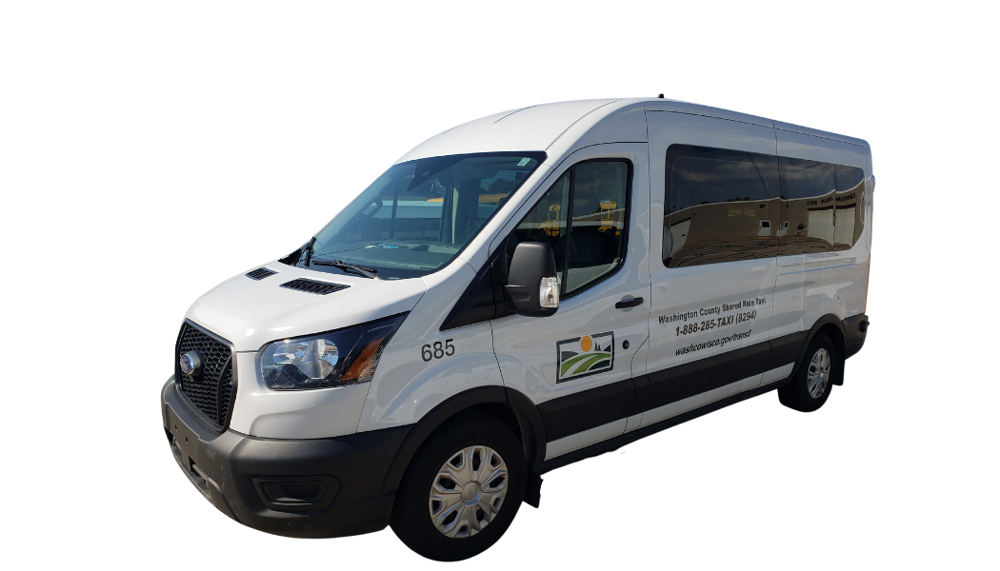 685
Washington County Shared Ride Taxi
1-888-285-TAXI (8294)
washcowisco.gov/transit